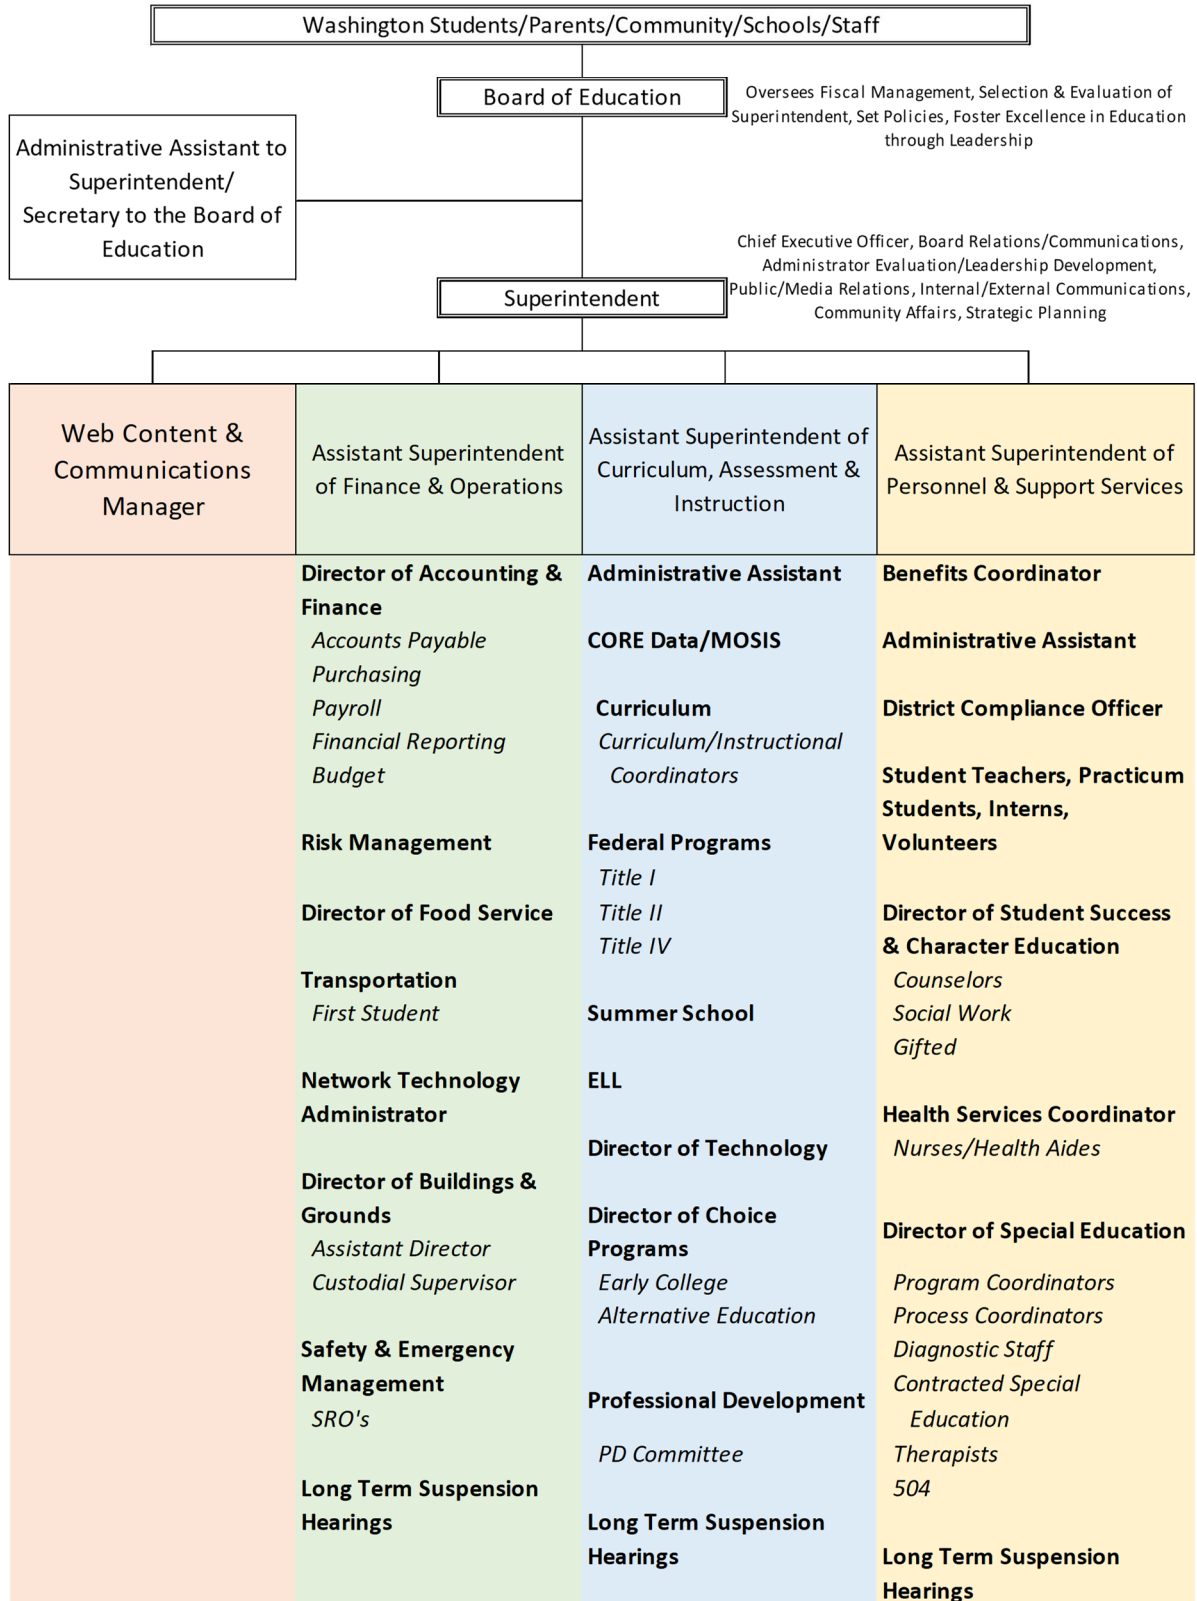 Washington Students/Parents/Community/Schools/Staff
Board of Education
Oversees Fiscal Management, Selection & Evaluation of
Superintendent, Set Policies, Foster Excellence in Education
through Leadership
Administrative Assistant to
Superintendent/
Secretary to the Board of
Education
Chief Executive Officer, Board Relations/Communications,
Administrator Evaluation/Leadership Development,
Public/Media Relations, Internal/External Communications,
Community Affairs, Strategic Planning
Superintendent
Web Content &
Communications
Manager
Assistant Superintendent
of Finance & Operations
Assistant Superintendent of
Curriculum, Assessment &
Instruction
Assistant Superintendent of
Personnel & Support Services
Director of Accounting &
Finance
Accounts Payable
Purchasing
Payroll
Financial Reporting
Budget
Risk Management
Director of Food Service
Transportation
First Student
Network Technology
Administrator
Director of Buildings &
Grounds
Assistant Director
Custodial Supervisor
Safety & Emergency
Management
SRO's
Long Term Suspension
Hearings
Administrative Assistant
CORE Data/MOSIS
Curriculum
Curriculum/Instructional
Coordinators
Federal Programs
Title I
Title II
Title IV
Summer School
ELL
Director of Technology
Director of Choice
Programs
Early College
Alternative Education
Professional Development
PD Committee
Long Term Suspension
Hearings
Benefits Coordinator
Administrative Assistant
District Compliance Officer
Student Teachers, Practicum
Students, Interns,
Volunteers
Director of Student Success
& Character Education
Counselors
Social Work
Gifted
Health Services Coordinator
Nurses/Health Aides
Director of Special Education
Program Coordinators
Process Coordinators
Diagnostic Staff
Contracted Special
Education
Therapists
504
Long Term Suspension
Hearings